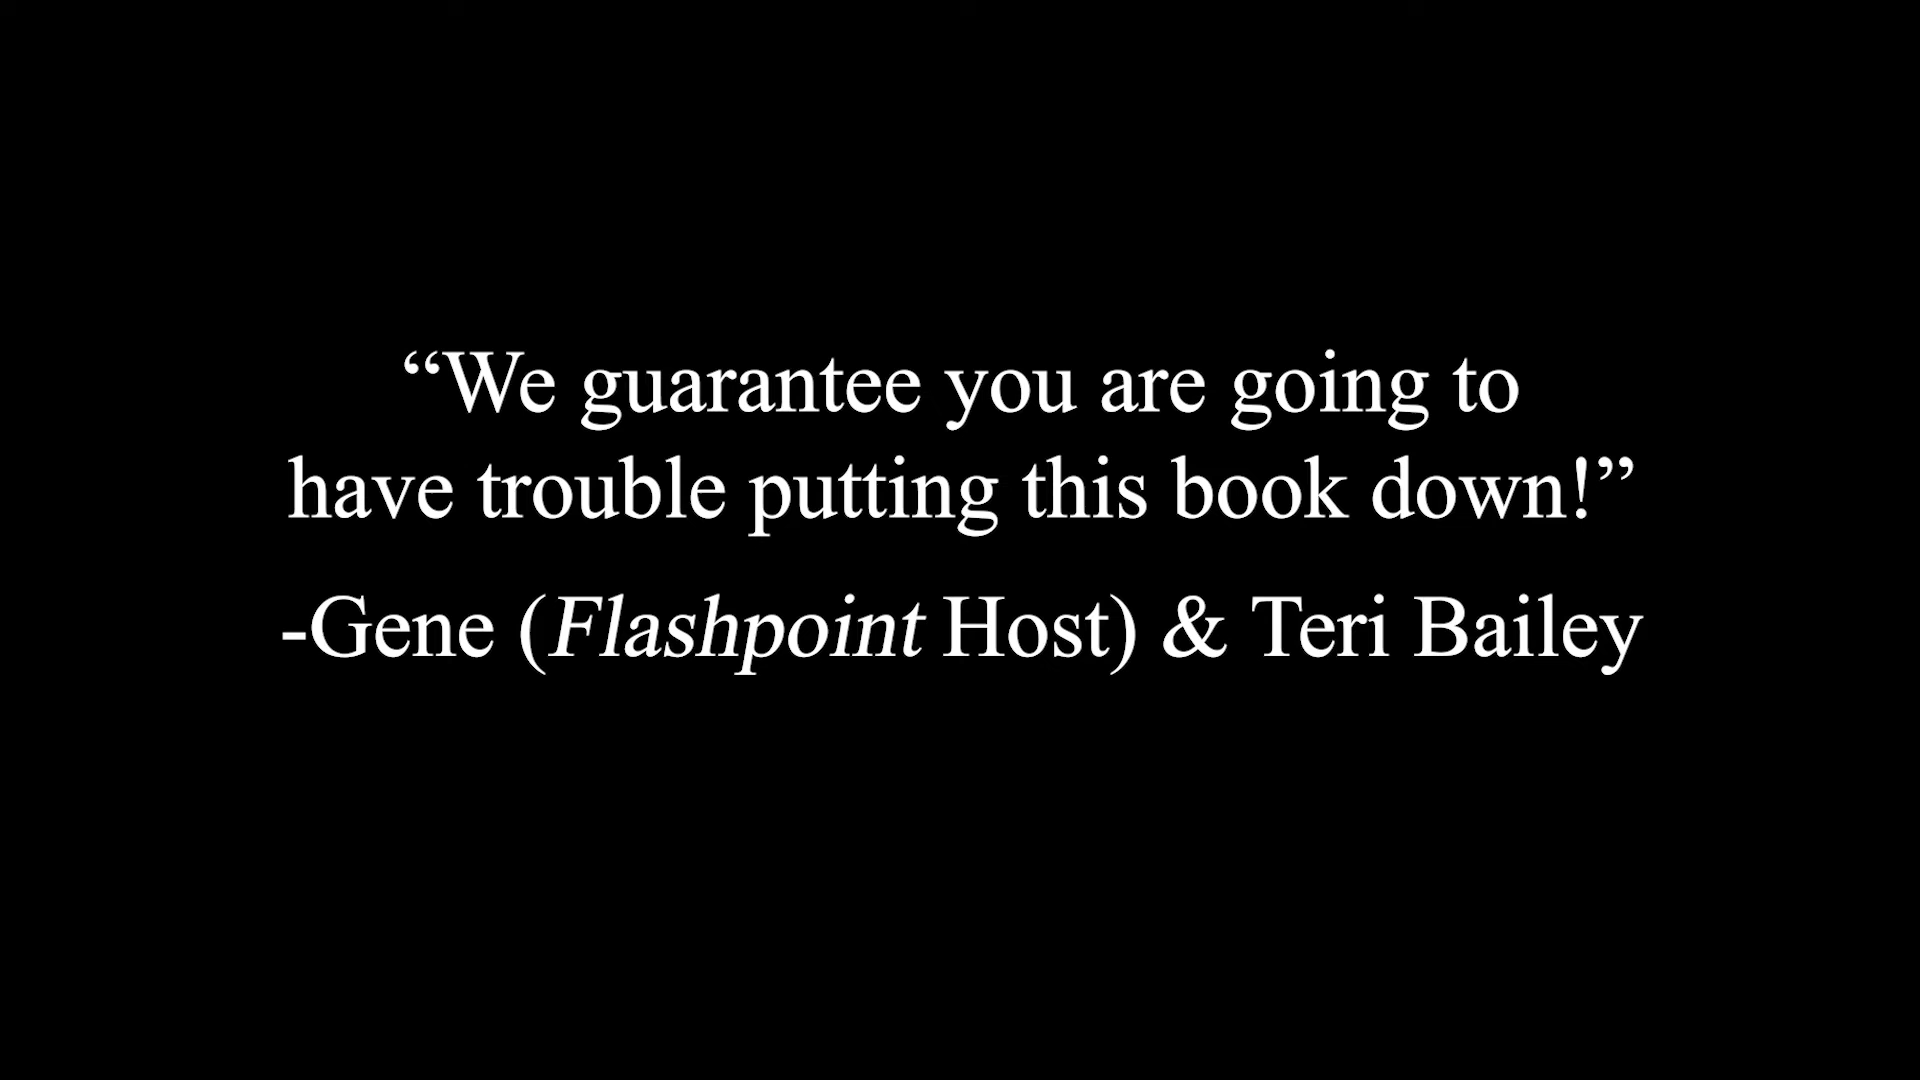 “We guarantee you are going to
have trouble putting this book down!”
-Gene (Flashpoint Host) & Teri Bailey